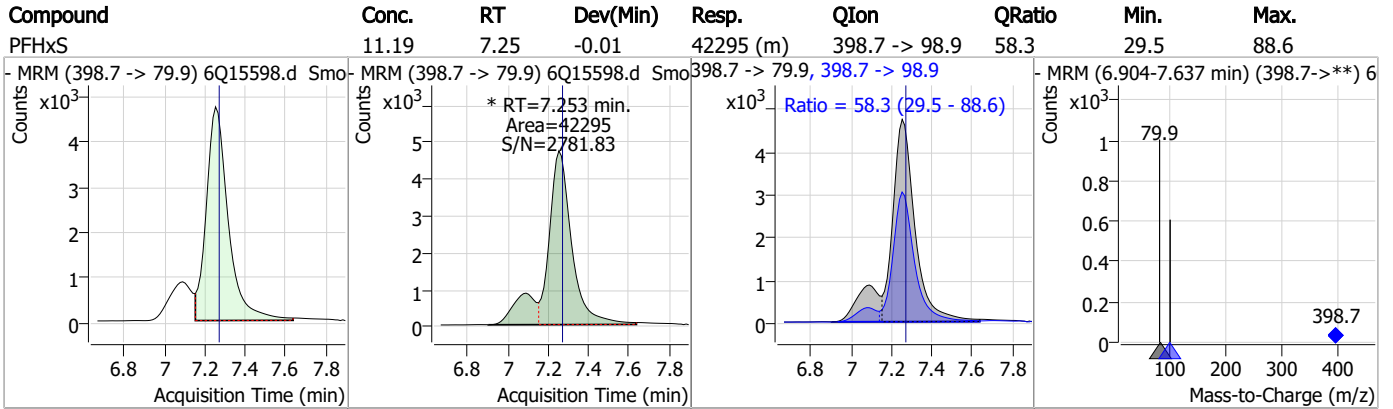 Compound Conc. RT Dev(Min) Resp. QIon QRatio Min. Max.
PFHxS 11.19 7.25 -0.01 42295 (m) 398.7 -> 98.9 58.3 29.5 88.6
- MRM (398.7 -> 79.9) 6Q15598.d Smo
Counts
x10³
4
3
2
1
0
6.8 7 7.2 7.4 7.6 7.8
Acquisition Time (min)
- MRM (398.7 -> 79.9) 6Q15598.d Smo
Counts
x10³
* RT=7.253 min.
Area=42295
S/N=2781.83
5
4
3
2
1
0
6.8 7 7.2 7.4 7.6 7.8
Acquisition Time (min)
398.7 -> 79.9, 398.7 -> 98.9
Counts
x10³
Ratio = 58.3 (29.5 - 88.6)
4
3
2
1
0
6.8 7 7.2 7.4 7.6 7.8
Acquisition Time (min)
- MRM (6.904-7.637 min) (398.7->**) 6
Counts
x10³
79.9
1
0.8
0.6
0.4
0.2
398.7
0
100 200 300 400
Mass-to-Charge (m/z)